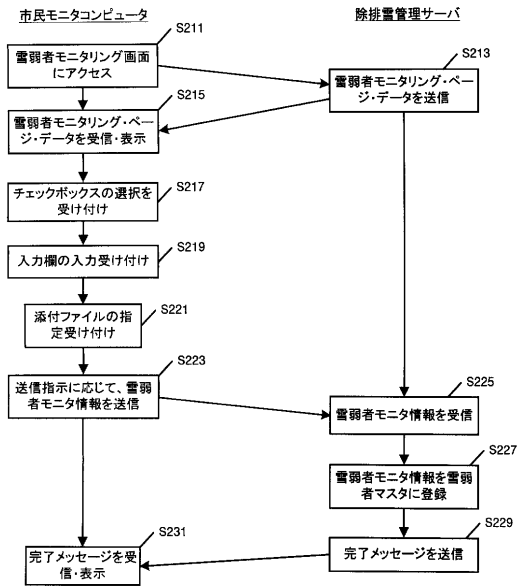 市民モニタコンピュータ
除排雪管理サーバ
S211
雪弱者モニタリング画面
にアクセス
S213
雪弱者モニタリング・ペ
ージ・データを送信
S215
雪弱者モニタリング・ペー
ジ・データを受信・表示
S217
チェックボックスの選択を
受け付け
S219
入力欄の入力受け付け
S221
添付ファイルの指
定受け付け
S223
送信指示に応じて、雪弱
者モニタ情報を送信
S225
雪弱者モニタ情報を受信
S227
雪弱者モニタ情報を雪弱
者マスタに登録
S229
完了メッセージを送信
S231
完了メッセージを受
信・表示